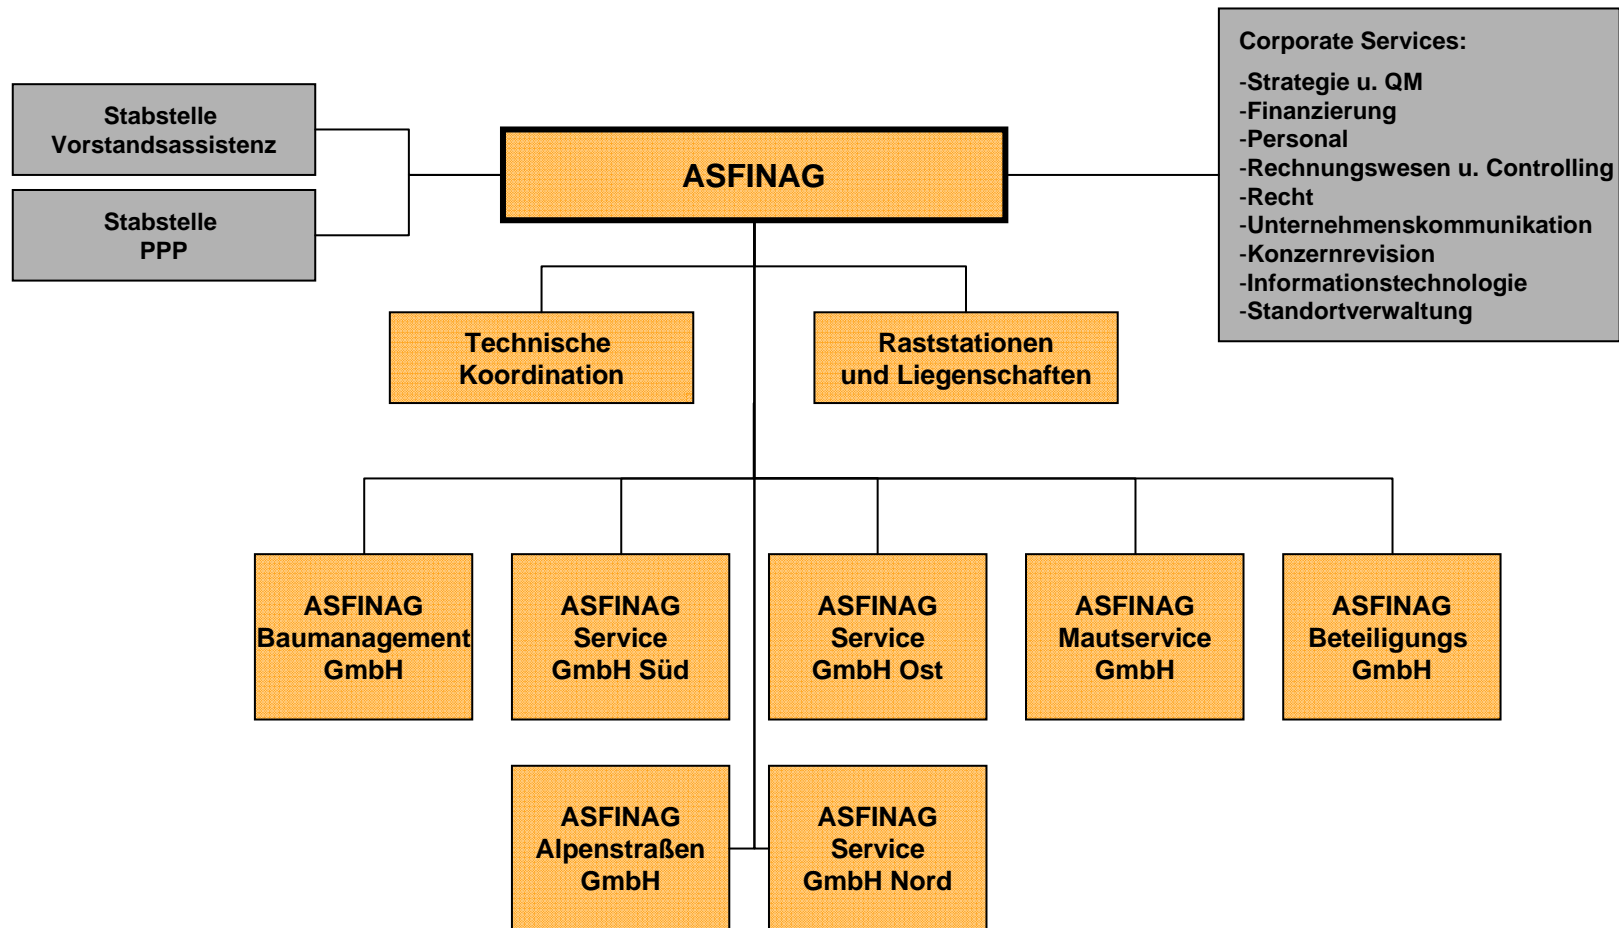 Stabstelle
Vorstandsassistenz
Stabstelle
PPP
ASFINAG
Corporate Services:
-Strategie u. QM
-Finanzierung
-Personal
-Rechnungswesen u. Controlling
-Recht
-Unternehmenskommunikation
-Konzernrevision
-Informationstechnologie
-Standortverwaltung
Technische
Koordination
Raststationen
und Liegenschaften
ASFINAG
Baumanagement
GmbH
ASFINAG
Service
GmbH Süd
ASFINAG
Service
GmbH Ost
ASFINAG
Mautservice
GmbH
ASFINAG
Beteiligungs
GmbH
ASFINAG
Alpenstraßen
GmbH
ASFINAG
Service
GmbH Nord